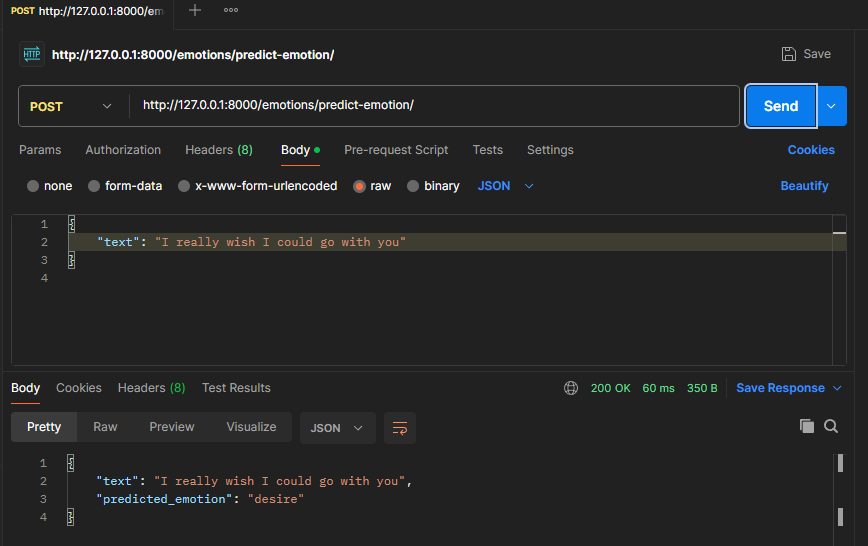 POST http://127.0.0.1:8000/em
HTTP http://127.0.0.1:8000/emotions/predict-emotion/
Save
POST http://127.0.0.1:8000/emotions/predict-emotion/
Send
Params Authorization Headers (8) Body Pre-request Script Tests Settings Cookies
none form-data x-www-form-urlencoded raw binary JSON Beautify
1 {
2 "text": "I really wish I could go with you"
3 }
4
Body Cookies Headers (8) Test Results 200 OK 60 ms 350 B Save Response
Pretty Raw Preview Visualize JSON
1 {
2 "text": "I really wish I could go with you",
3 "predicted_emotion": "desire"
4 }